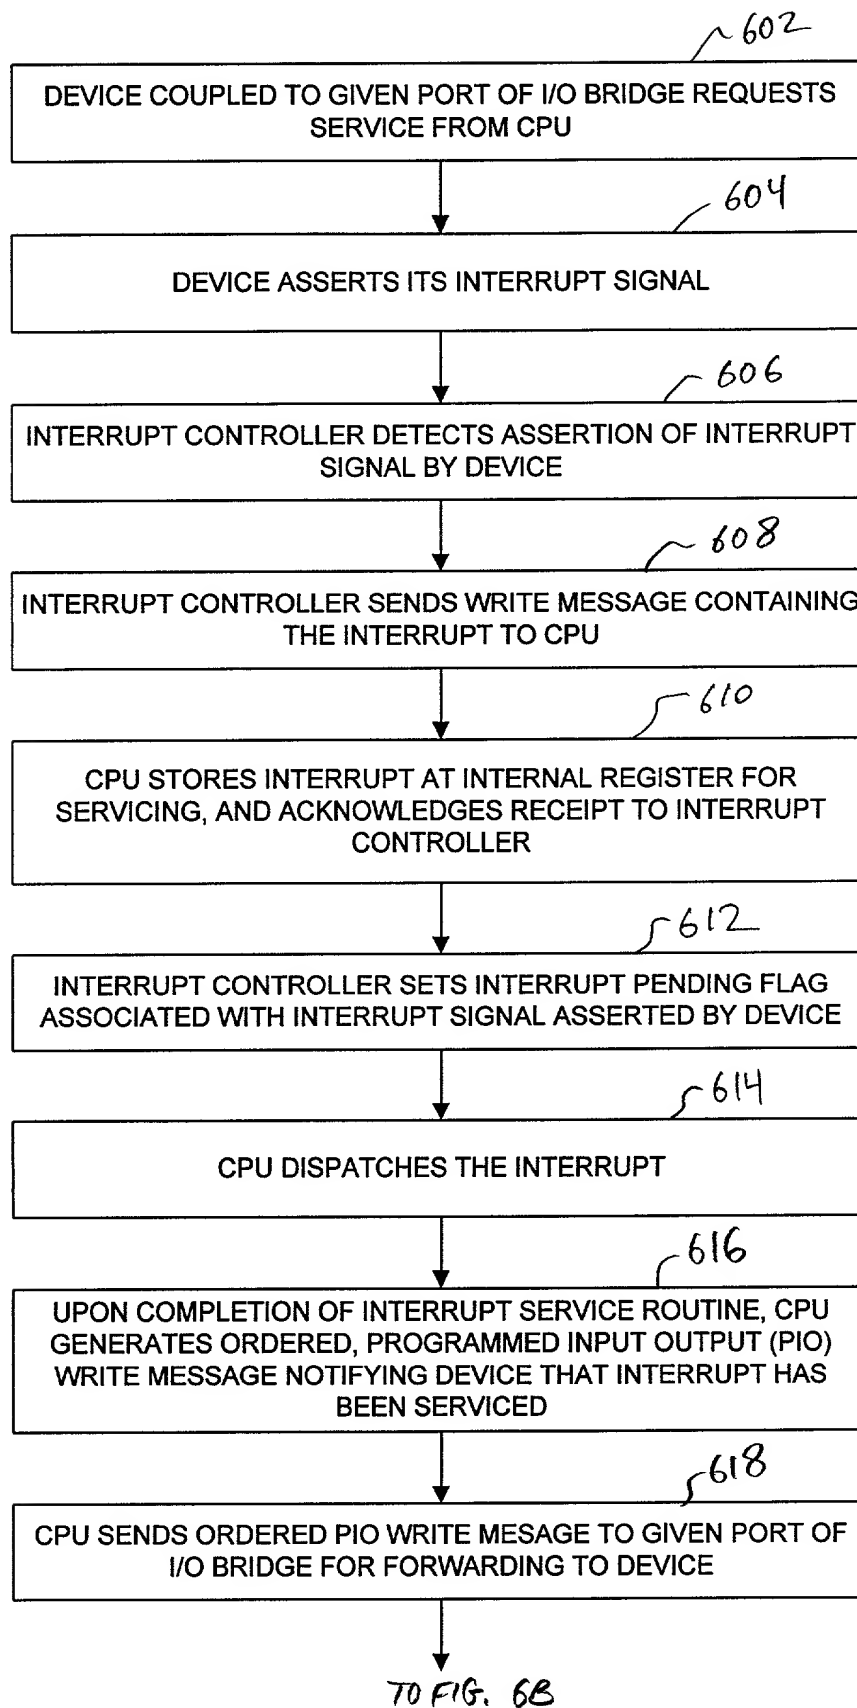 602
DEVICE COUPLED TO GIVEN PORT OF I/O BRIDGE REQUESTS
SERVICE FROM CPU
604
DEVICE ASSERTS ITS INTERRUPT SIGNAL
606
INTERRUPT CONTROLLER DETECTS ASSERTION OF INTERRUPT
SIGNAL BY DEVICE
608
INTERRUPT CONTROLLER SENDS WRITE MESSAGE CONTAINING
THE INTERRUPT TO CPU
610
CPU STORES INTERRUPT AT INTERNAL REGISTER FOR
SERVICING, AND ACKNOWLEDGES RECEIPT TO INTERRUPT
CONTROLLER
612
INTERRUPT CONTROLLER SETS INTERRUPT PENDING FLAG
ASSOCIATED WITH INTERRUPT SIGNAL ASSERTED BY DEVICE
614
CPU DISPATCHES THE INTERRUPT
616
UPON COMPLETION OF INTERRUPT SERVICE ROUTINE, CPU
GENERATES ORDERED, PROGRAMMED INPUT OUTPUT (PIO)
WRITE MESSAGE NOTIFYING DEVICE THAT INTERRUPT HAS
BEEN SERVICED
618
CPU SENDS ORDERED PIO WRITE MESAGE TO GIVEN PORT OF
I/O BRIDGE FOR FORWARDING TO DEVICE
TO FIG. 6B